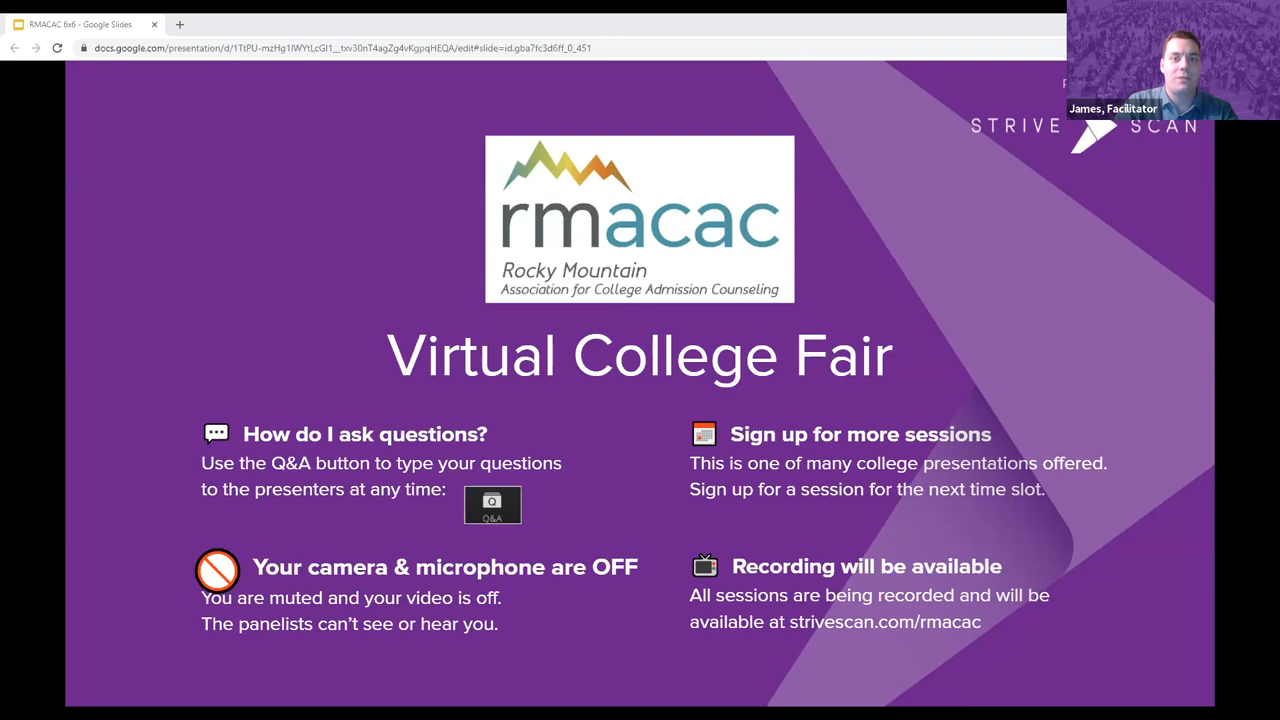 RMACAC 6x6 - Google Slides
docs.google.com/presentation/d/1TtPU-mzHg1lWYtLcGl1__txv30nT4agZg4vKgpqHEQA/edit#slide=id.gba7fc3d6ff_0_451
James, Facilitator
STRIVE SCAN
rmacac
Rocky Mountain
Association for College Admission Counseling
Virtual College Fair
How do I ask questions?
Use the Q&A button to type your questions
to the presenters at any time:
Q
Q&A
Sign up for more sessions
This is one of many college presentations offered.
Sign up for a session for the next time slot.
Your camera & microphone are OFF
You are muted and your video is off.
The panelists can't see or hear you.
Recording will be available
All sessions are being recorded and will be
available at strivescan.com/rmacac